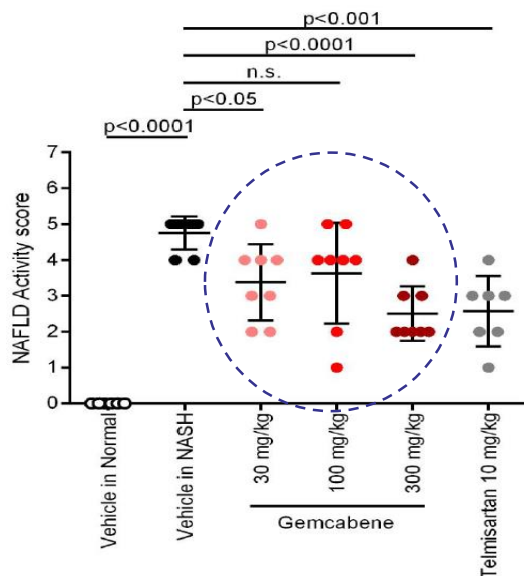 p<0.001
p<0.0001
n.s.
p<0.05
p<0.0001
NAFLD Activity score
7
6
5
4
3
2
1
0
Vehicle in Normal
Vehicle in NASH
30 mg/kg
100 mg/kg
300 mg/kg
Telmisartan 10 mg/kg
Gemcabene